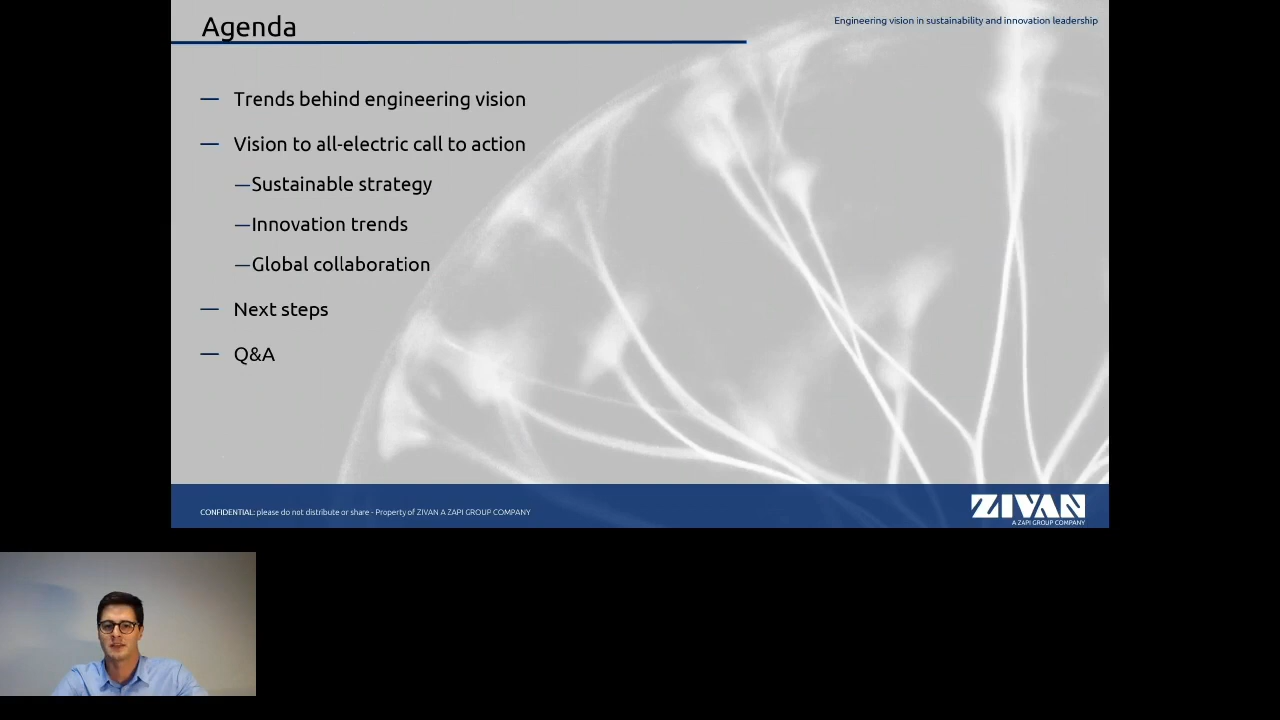 Agenda
Engineering vision in sustainability and innovation leadership
— Trends behind engineering vision
— Vision to all-electric call to action
—Sustainable strategy
—Innovation trends
—Global collaboration
— Next steps
— Q&A
CONFIDENTIAL: please do not distribute or share - Property of ZIVAN A ZAPI GROUP COMPANY
ZIVAN
A ZAPI GROUP COMPANY